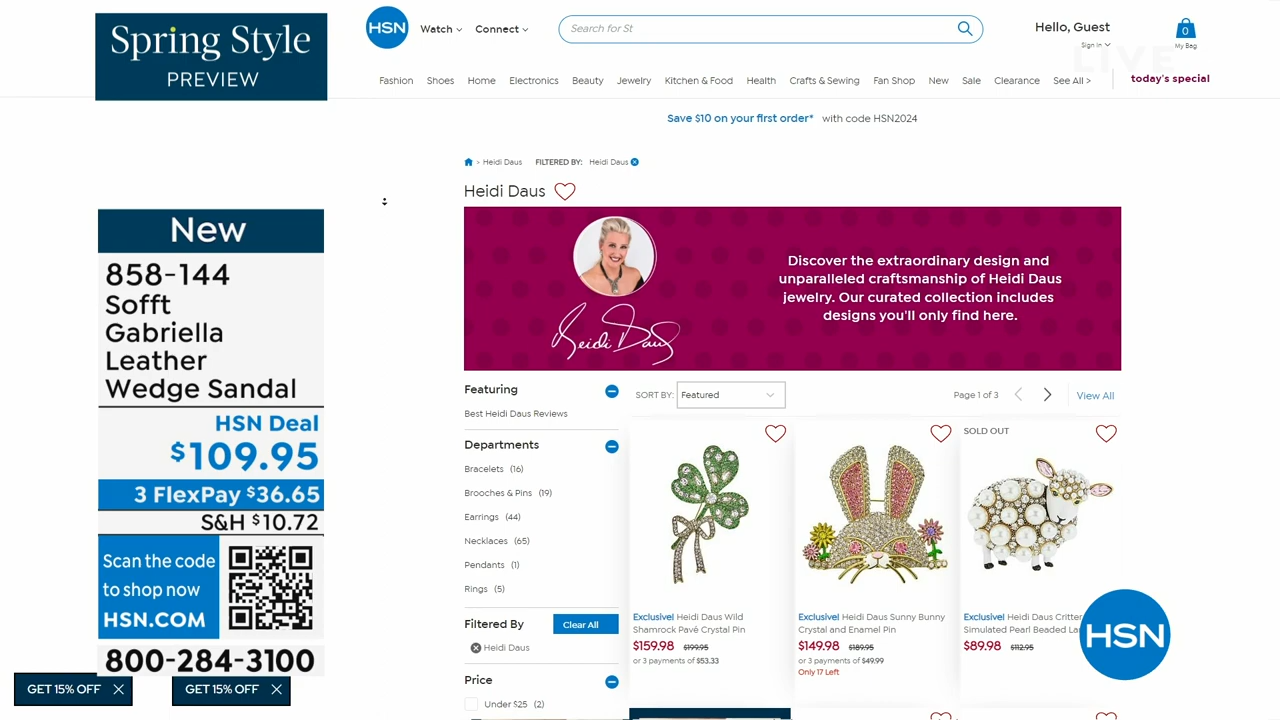 Spring Style
PREVIEW
HSN
Watch
Connect
Search for St
Hello, Guest
Sign In
0
My Bag
LIVE
Fashion
Shoes
Home
Electronics
Beauty
Jewelry
Kitchen & Food
Health
Crafts & Sewing
Fan Shop
New
Sale
Clearance
See All >
today's special
Save $10 on your first order* with code HSN2024
> Heidi Daus FILTERED BY: Heidi Daus
Heidi Daus
Heidi Daus
Discover the extraordinary design and
unparalleled craftsmanship of Heidi Daus
jewelry. Our curated collection includes
designs you'll only find here.
New
858-144
Sofft
Gabriella
Leather
Wedge Sandal
HSN Deal
$109.95
3 FlexPay $36.65
S&H $10.72
Scan the code
to shop now
HSN.COM
800-284-3100
GET 15% OFF
GET 15% OFF
Featuring
Best Heidi Daus Reviews
Departments
Bracelets (16)
Brooches & Pins (19)
Earrings (44)
Necklaces (65)
Pendants (1)
Rings (5)
Filtered By
Clear All
Heidi Daus
Price
Under $25 (2)
SORT BY: Featured
Page 1 of 3
View All
Exclusive! Heidi Daus Wild
Shamrock Pavé Crystal Pin
$159.98 $199.95
or 3 payments of $53.33
Exclusive! Heidi Daus Sunny Bunny
Crystal and Enamel Pin
$149.98 $189.95
or 3 payments of $49.99
Only 17 Left
SOLD OUT
Exclusive! Heidi Daus Critter
Simulated Pearl Beaded La
$89.98 $112.95
HSN